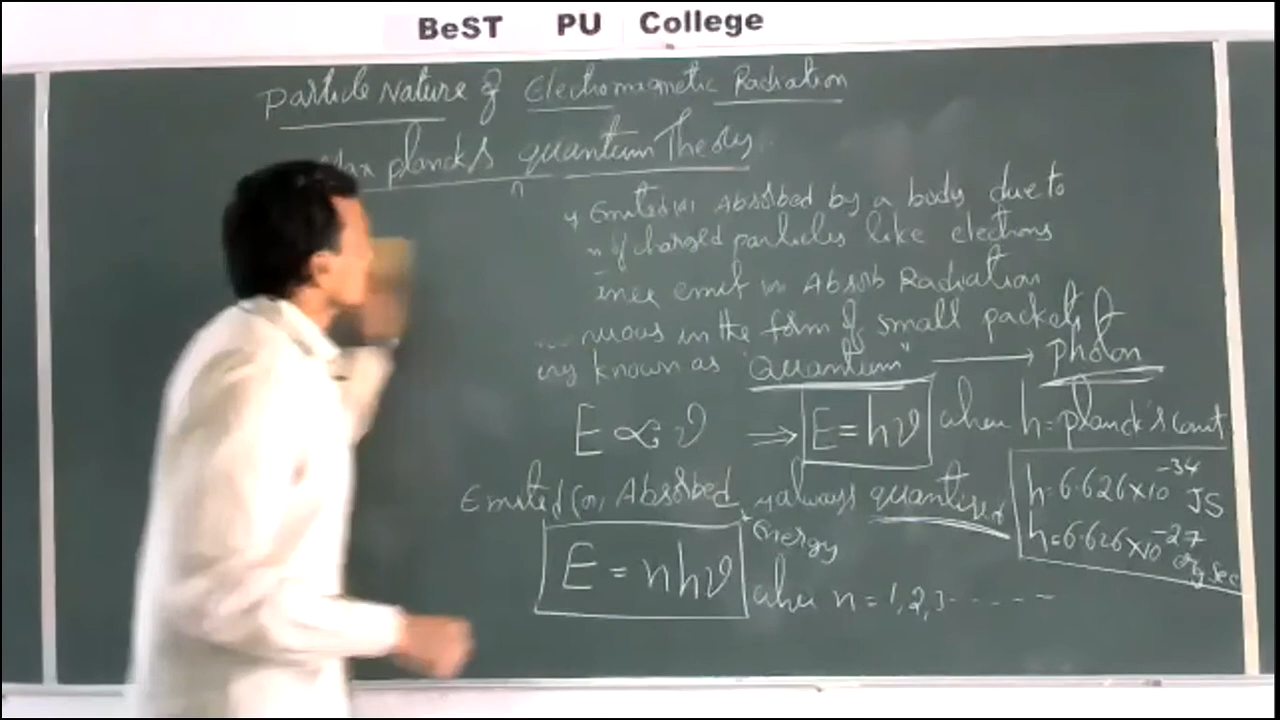 BeST PU College
Particle Nature of Electromagnetic Radiation
Max planck's quantum Theory
Emitted (or) Absorbed by a body due to
of charged particles like electrons
emit or Absorb Radiation
nuous in the form of small packets of
ergy known as "Quantum" → photon
E ∝ ν ⇒ E = hν where h = planck's const
h = 6.626×10⁻³⁴ JS
h = 6.626×10⁻²⁷ erg sec
Emitted (or) Absorbed always quantised
Energy
E = nhν where n = 1, 2, 3 ------